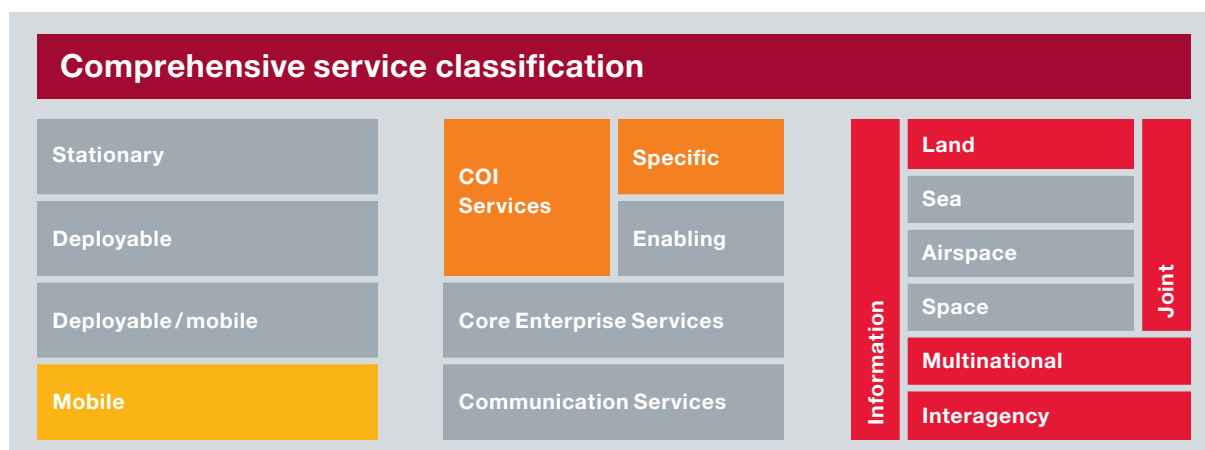 Comprehensive service classification
Stationary
Deployable
Deployable/mobile
Mobile
COI
Services
Specific
Enabling
Core Enterprise Services
Communication Services
Information
Land
Sea
Airspace
Space
Joint
Multinational
Interagency